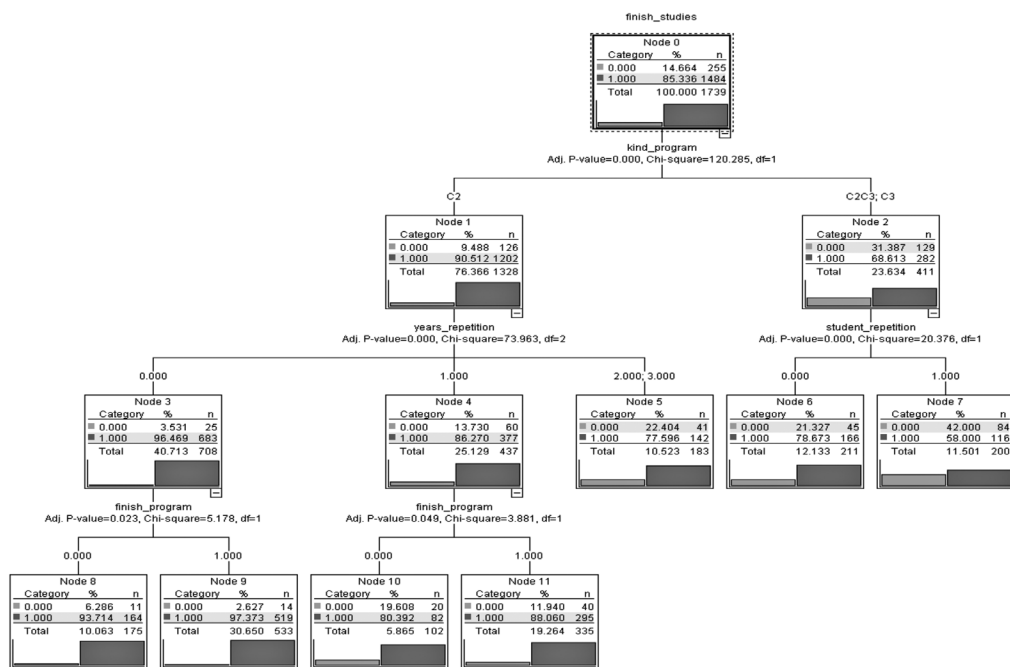 finish_studies
Node 0
Category % n
0.000 14.664 255
1.000 85.336 1484
Total 100.000 1739
kind_program
Adj. P-value=0.000, Chi-square=120.285, df=1
C2
C2C3; C3
Node 1
Category % n
0.000 9.488 126
1.000 90.512 1202
Total 76.366 1328
Node 2
Category % n
0.000 31.387 129
1.000 68.613 282
Total 23.634 411
years_repetition
Adj. P-value=0.000, Chi-square=73.963, df=2
student_repetition
Adj. P-value=0.000, Chi-square=20.376, df=1
0.000
1.000
2.000; 3.000
0.000
1.000
Node 3
Category % n
0.000 3.531 25
1.000 96.469 683
Total 40.713 708
Node 4
Category % n
0.000 13.730 60
1.000 86.270 377
Total 25.129 437
Node 5
Category % n
0.000 22.404 41
1.000 77.596 142
Total 10.523 183
Node 6
Category % n
0.000 21.327 45
1.000 78.673 166
Total 12.133 211
Node 7
Category % n
0.000 42.000 84
1.000 58.000 116
Total 11.501 200
finish_program
Adj. P-value=0.023, Chi-square=5.178, df=1
finish_program
Adj. P-value=0.049, Chi-square=3.881, df=1
0.000
1.000
0.000
1.000
Node 8
Category % n
0.000 6.286 11
1.000 93.714 164
Total 10.063 175
Node 9
Category % n
0.000 2.627 14
1.000 97.373 519
Total 30.650 533
Node 10
Category % n
0.000 19.608 20
1.000 80.392 82
Total 5.865 102
Node 11
Category % n
0.000 11.940 40
1.000 88.060 295
Total 19.264 335